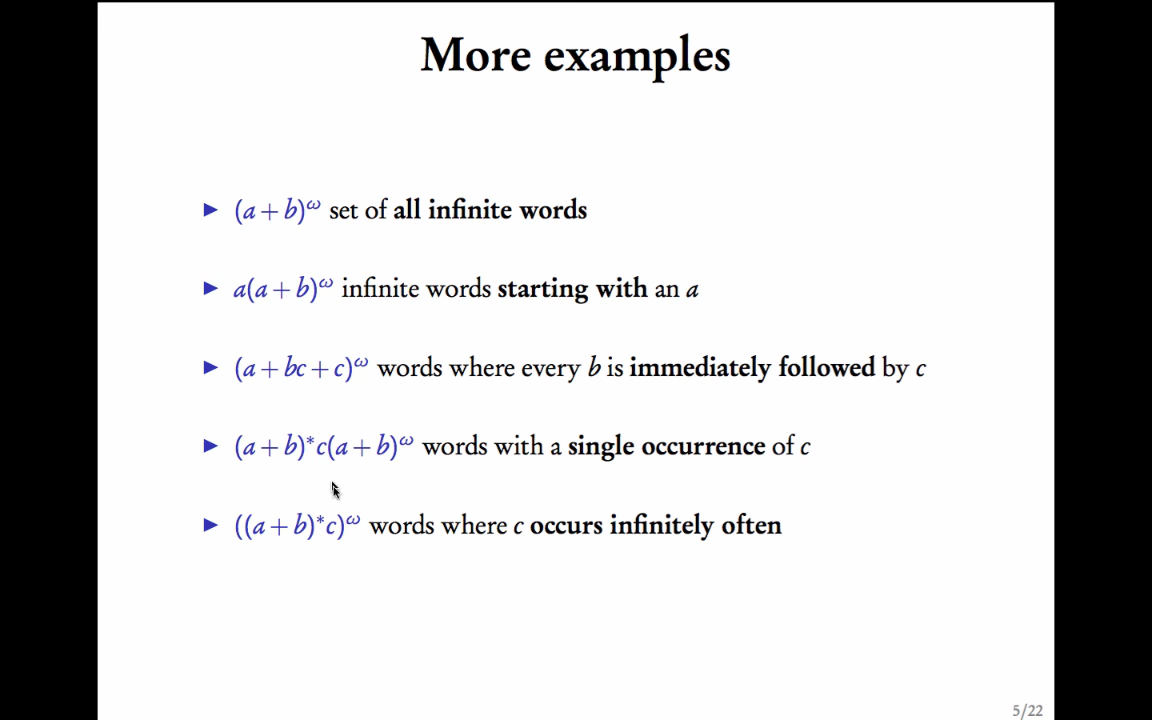 More examples
► (a + b)^ω set of all infinite words
► a(a + b)^ω infinite words starting with an a
► (a + bc + c)^ω words where every b is immediately followed by c
► (a + b)*c(a + b)^ω words with a single occurrence of c
► ((a + b)*c)^ω words where c occurs infinitely often
5/22